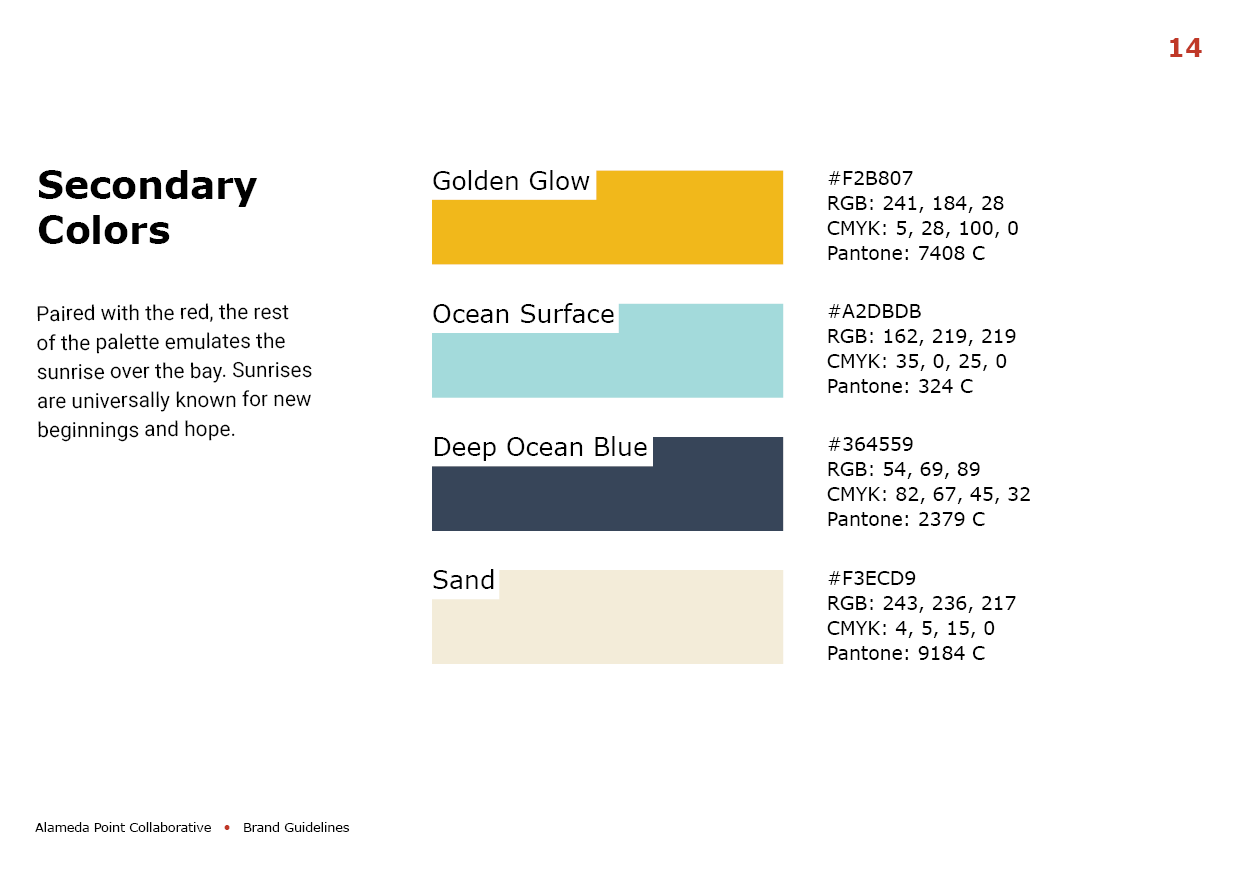 14
Secondary
Colors
Paired with the red, the rest
of the palette emulates the
sunrise over the bay. Sunrises
are universally known for new
beginnings and hope.
Golden Glow
#F2B807
RGB: 241, 184, 28
CMYK: 5, 28, 100, 0
Pantone: 7408 C
Ocean Surface
#A2DBDB
RGB: 162, 219, 219
CMYK: 35, 0, 25, 0
Pantone: 324 C
Deep Ocean Blue
#364559
RGB: 54, 69, 89
CMYK: 82, 67, 45, 32
Pantone: 2379 C
Sand
#F3ECD9
RGB: 243, 236, 217
CMYK: 4, 5, 15, 0
Pantone: 9184 C
Alameda Point Collaborative • Brand Guidelines